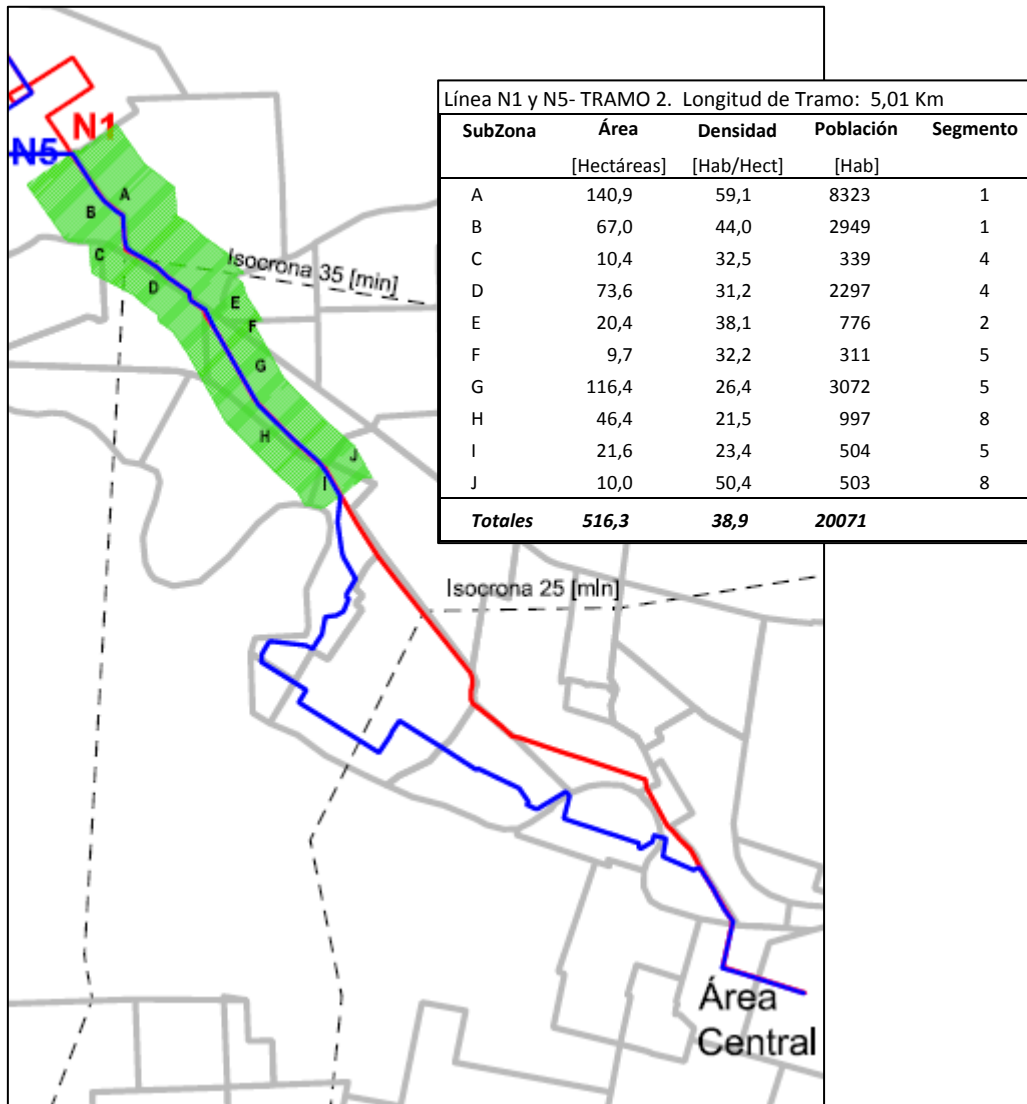 Línea N1 y N5- TRAMO 2. Longitud de Tramo: 5,01 Km
SubZona Área Densidad Población Segmento
[Hectáreas] [Hab/Hect] [Hab]
A 140,9 59,1 8323 1
B 67,0 44,0 2949 1
C 10,4 32,5 339 4
D 73,6 31,2 2297 4
E 20,4 38,1 776 2
F 9,7 32,2 311 5
G 116,4 26,4 3072 5
H 46,4 21,5 997 8
I 21,6 23,4 504 5
J 10,0 50,4 503 8
Totales 516,3 38,9 20071
N1
N5
A
B
C
Isocrona 35 [min]
D
E
F
G
H
J
I
Isocrona 25 [min]
Área
Central